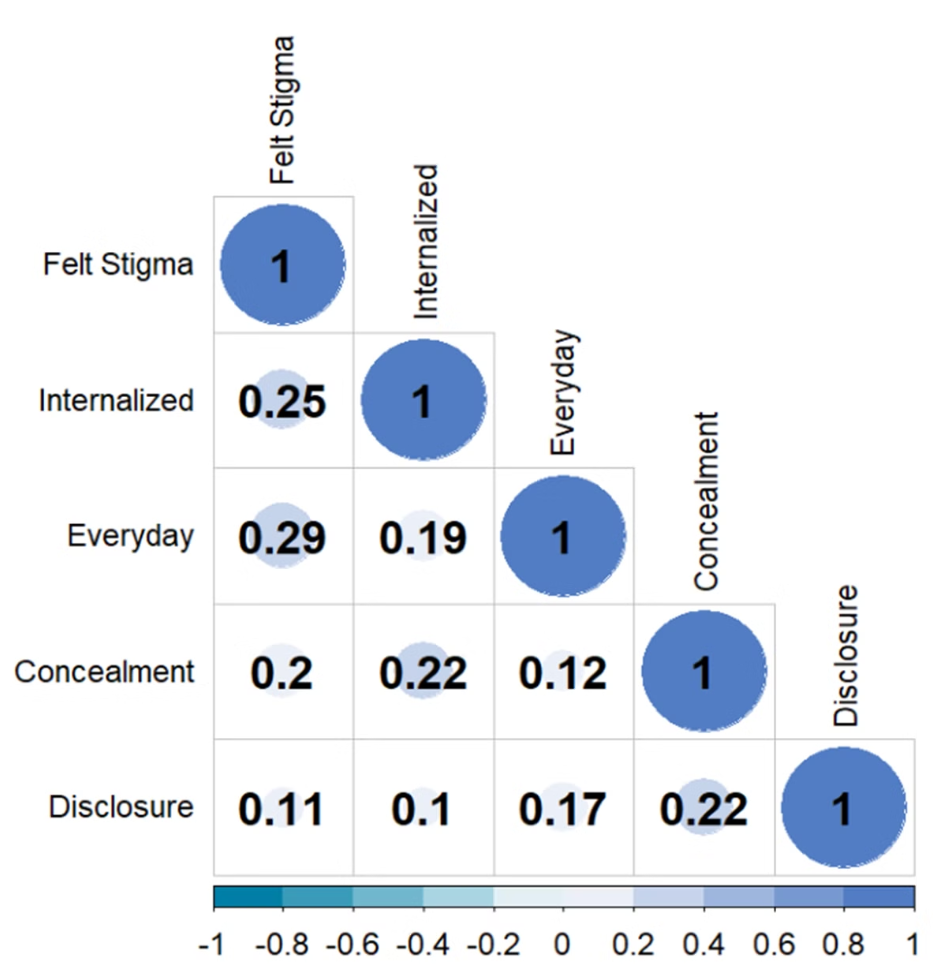 Felt Stigma
Internalized
Everyday
Concealment
Disclosure
Felt Stigma 1
Internalized 0.25 1
Everyday 0.29 0.19 1
Concealment 0.2 0.22 0.12 1
Disclosure 0.11 0.1 0.17 0.22 1
-1 -0.8 -0.6 -0.4 -0.2 0 0.2 0.4 0.6 0.8 1